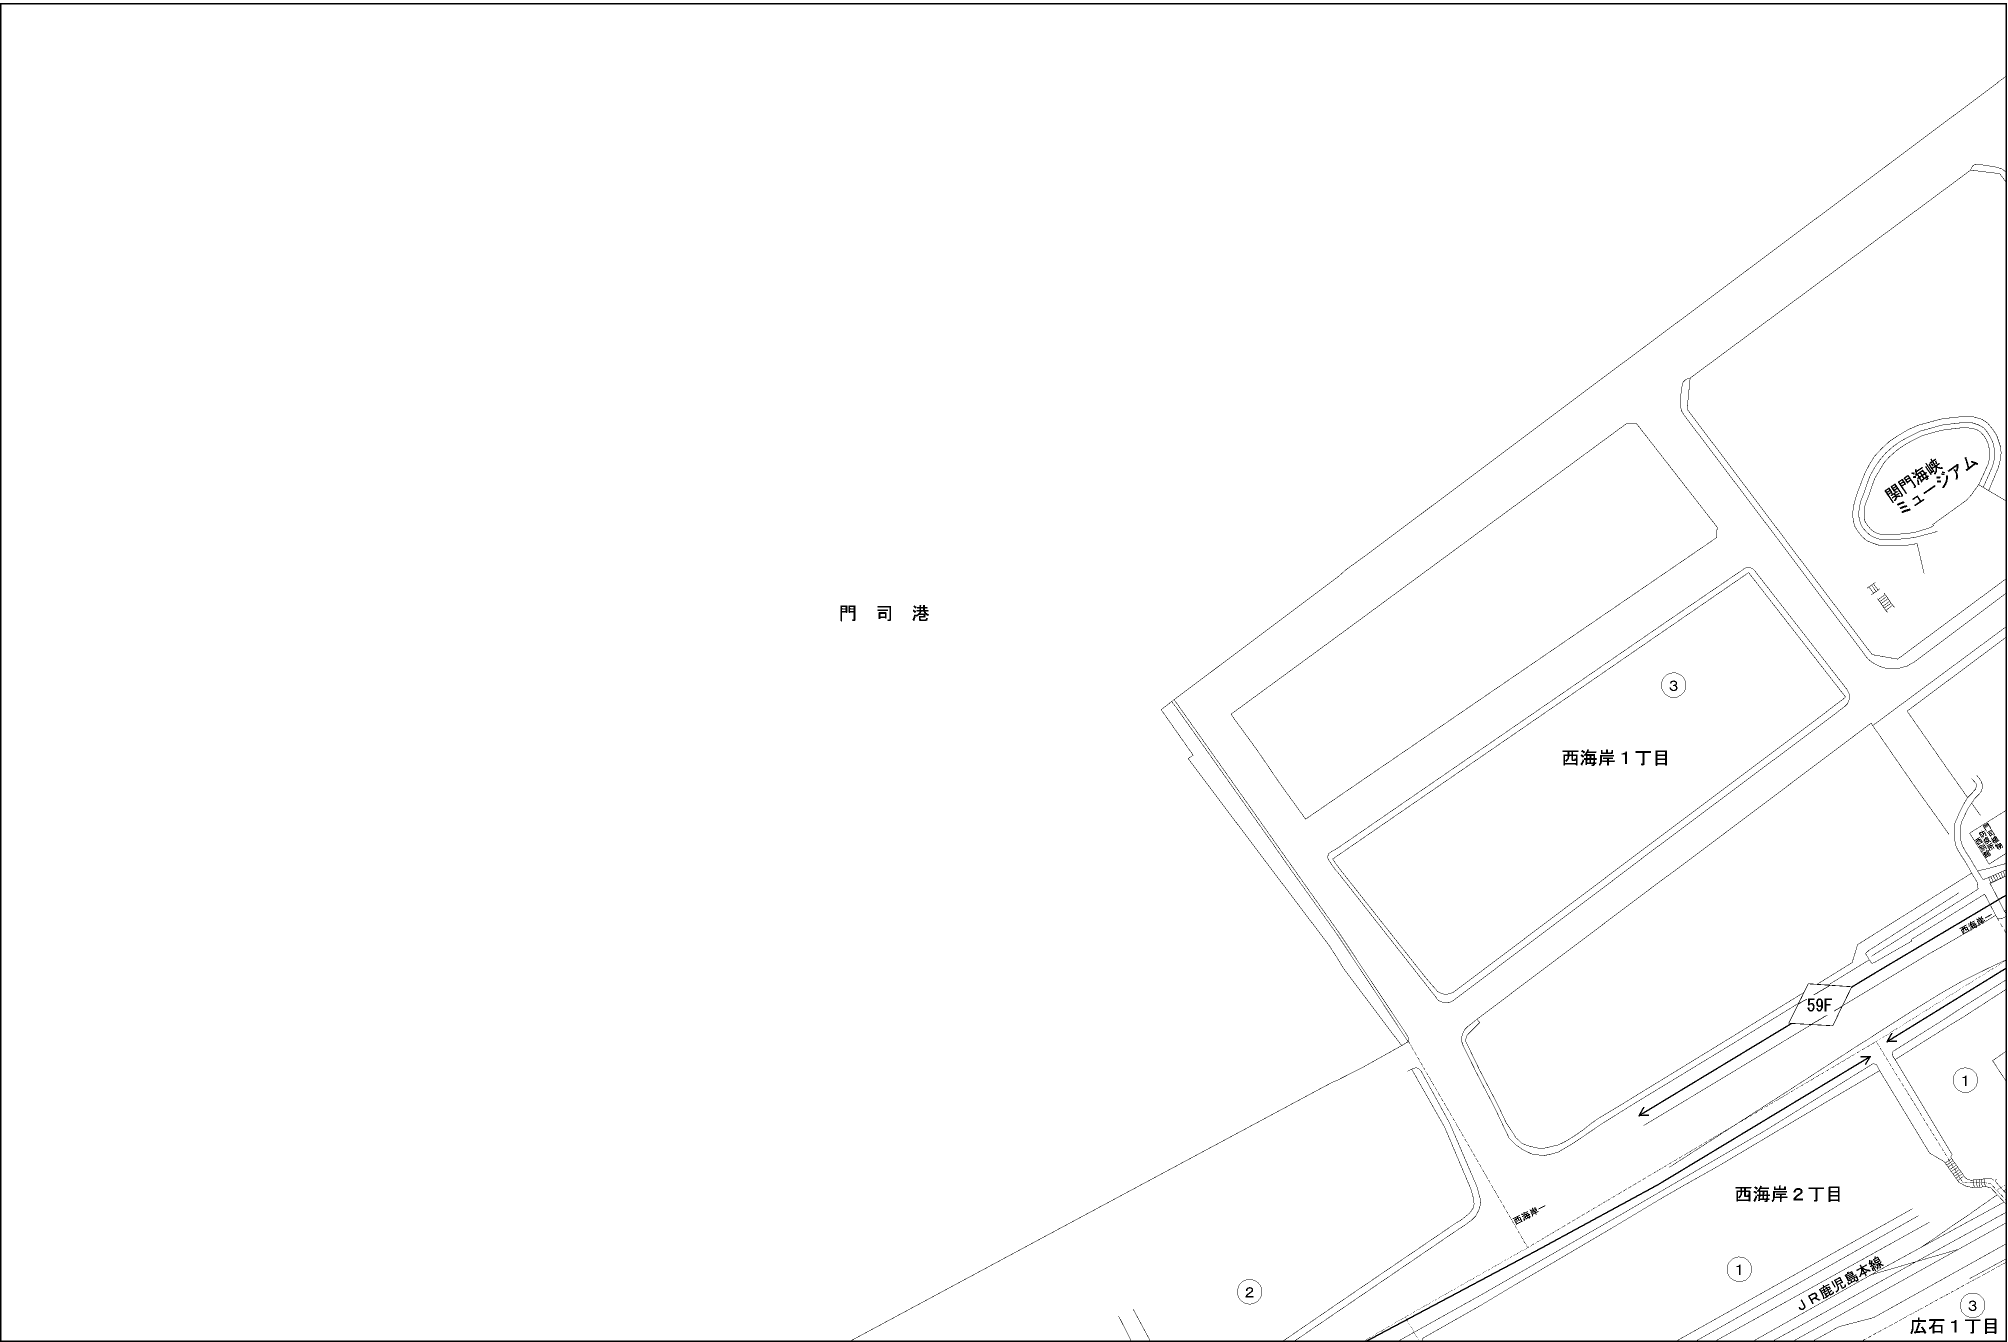 関門海峡
ミュージアム
門司港
3
西海岸１丁目
西海岸一
59F
1
西海岸２丁目
西海岸一
1
2
ＪＲ鹿児島本線
3
広石１丁目